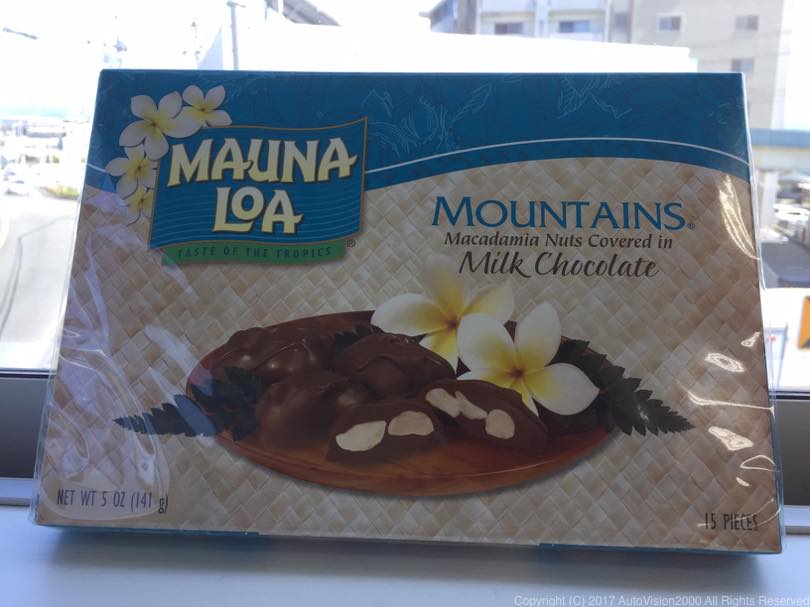 MAUNA
LOA
TASTE OF THE TROPICS ®
MOUNTAINS®
Macadamia Nuts Covered in
Milk Chocolate
NET WT 5 OZ (141 g)
15 PIECES
Copyright (C) 2017 AutoVision2000 All Rights Reserved